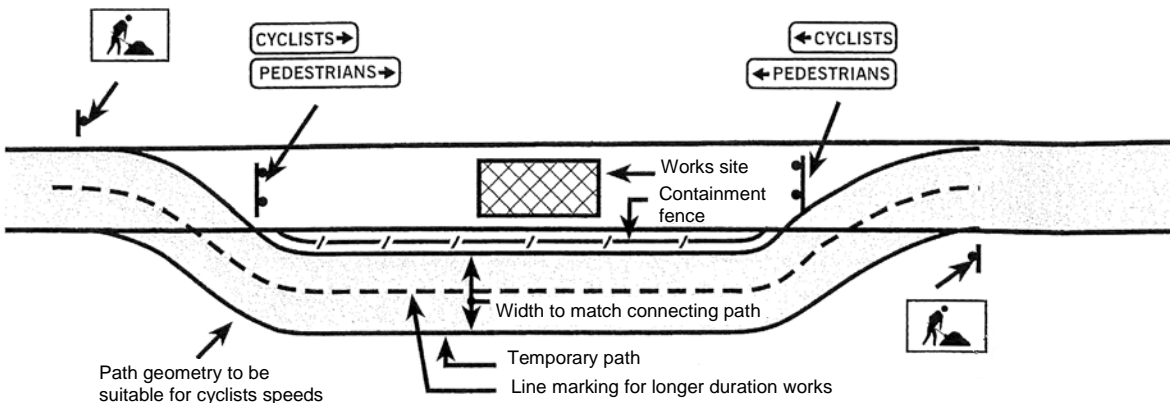 CYCLISTS→
PEDESTRIANS→
←CYCLISTS
←PEDESTRIANS
Works site
Containment
fence
Width to match connecting path
Temporary path
Line marking for longer duration works
Path geometry to be
suitable for cyclists speeds